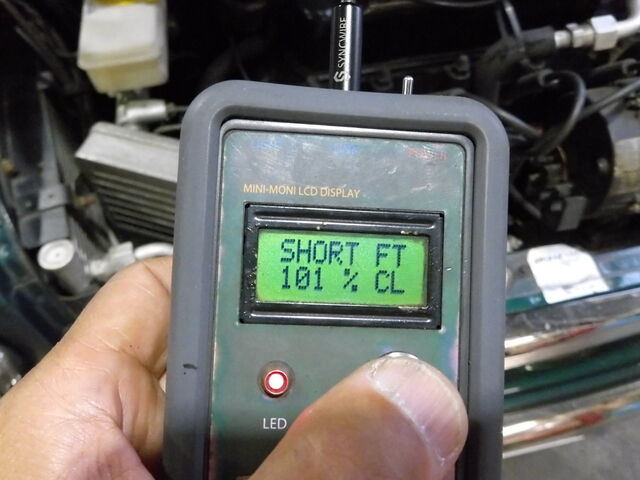 SYNCWIRE
MINI-MONI LCD DISPLAY
SHORT FT
101 % CL
LED